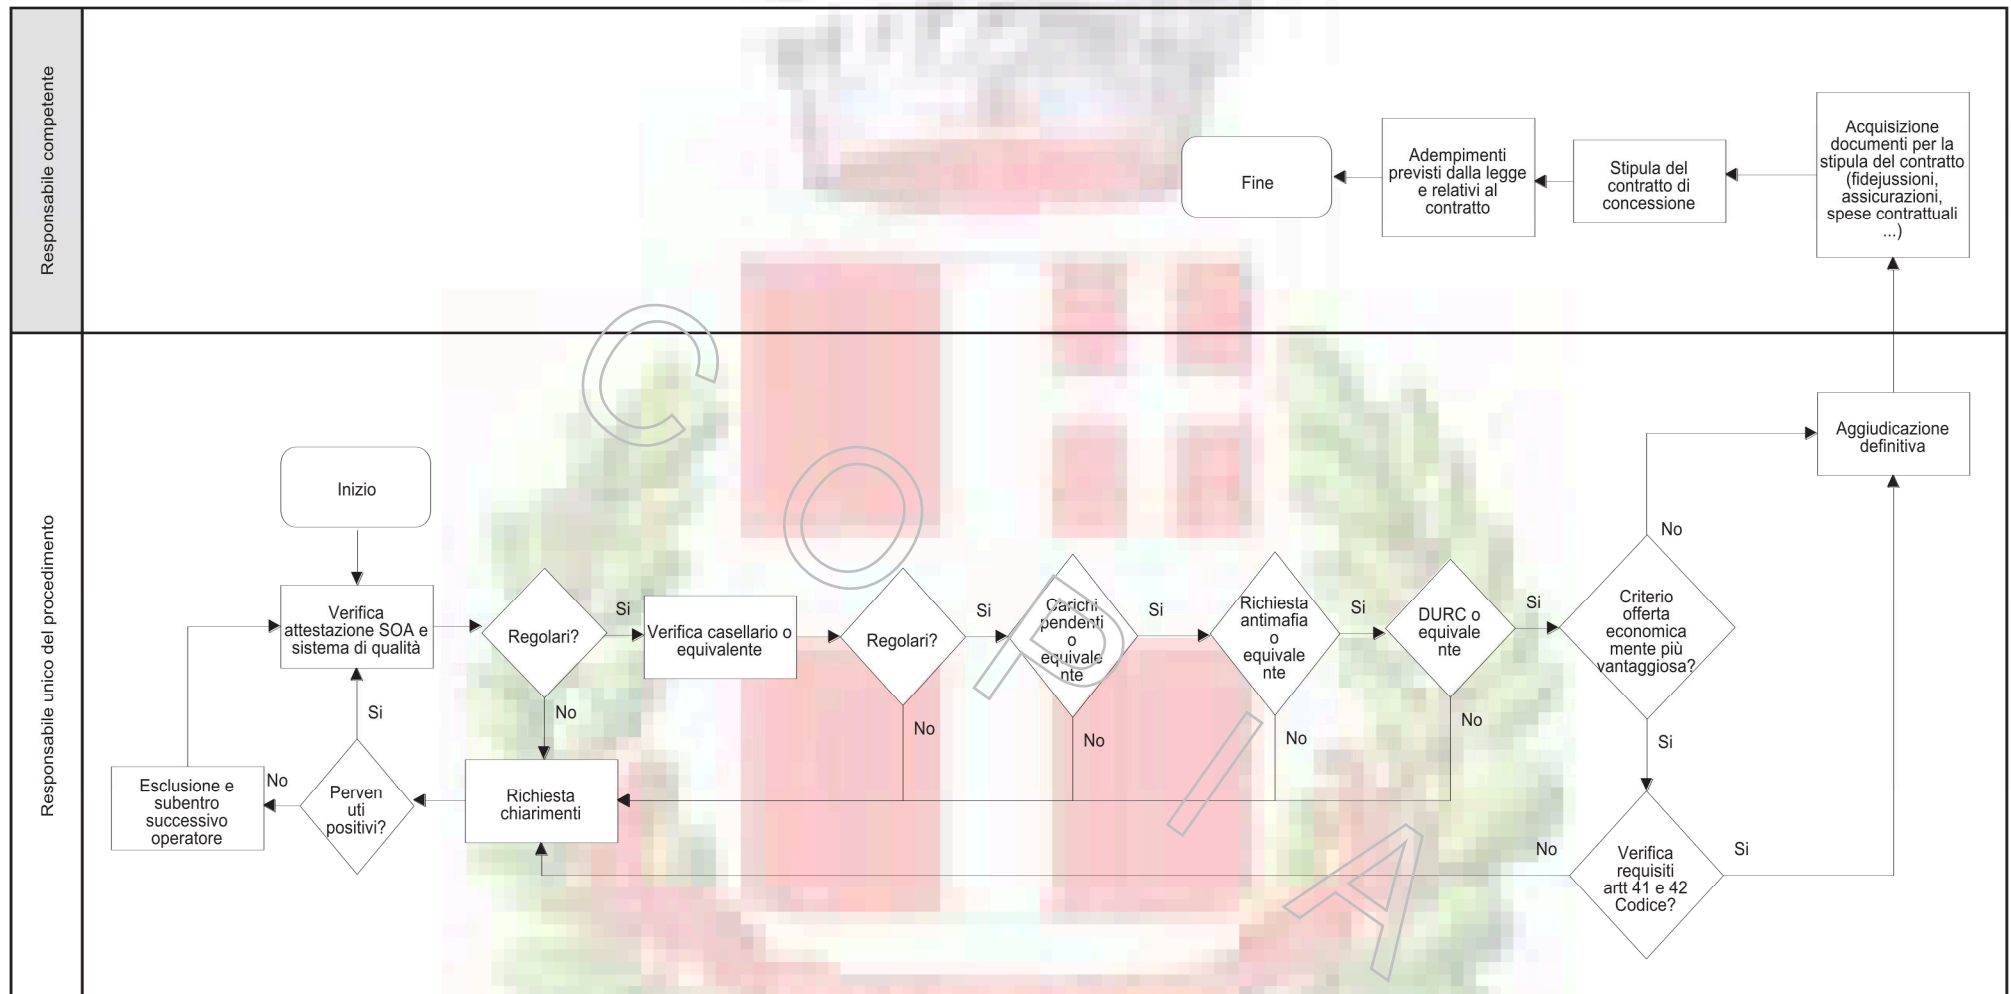 Responsabile competente
Fine
Adempimenti
previsti dalla legge
e relativi al
contratto
Stipula del
contratto di
concessione
Acquisizione
documenti per la
stipula del contratto
(fidejussioni,
assicurazioni,
spese contrattuali
...)
Responsabile unico del procedimento
Inizio
Verifica
attestazione SOA e
sistema di qualità
Regolari?
Si
No
Verifica casellario o
equivalente
Regolari?
Si
No
Carichi
pendenti
o
equivale
nte
Si
No
Richiesta
antimafia
o
equivale
nte
Si
No
DURC o
equivale
nte
Si
No
Criterio
offerta
economica
mente più
vantaggiosa?
No
Si
Aggiudicazione
definitiva
Verifica
requisiti
artt 41 e 42
Codice?
No
Si
Richiesta
chiarimenti
Perven
uti
positivi?
Si
No
Esclusione e
subentro
successivo
operatore
COPIA